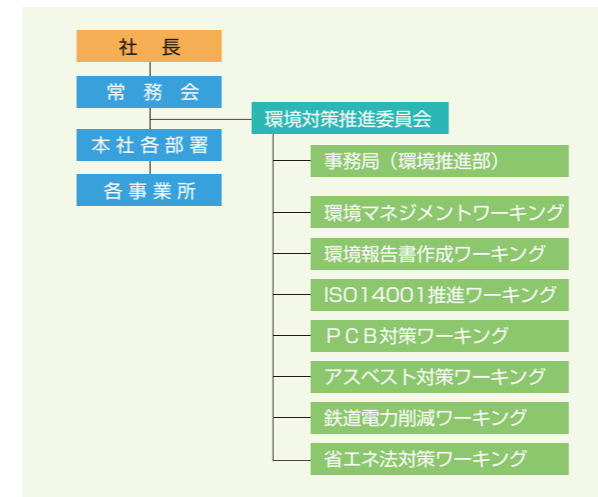 社 長
常 務 会
環境対策推進委員会
本社各部署
各事業所
事務局（環境推進部）
環境マネジメントワーキング
環境報告書作成ワーキング
ISO14001推進ワーキング
ＰＣＢ対策ワーキング
アスベスト対策ワーキング
鉄道電力削減ワーキング
省エネ法対策ワーキング